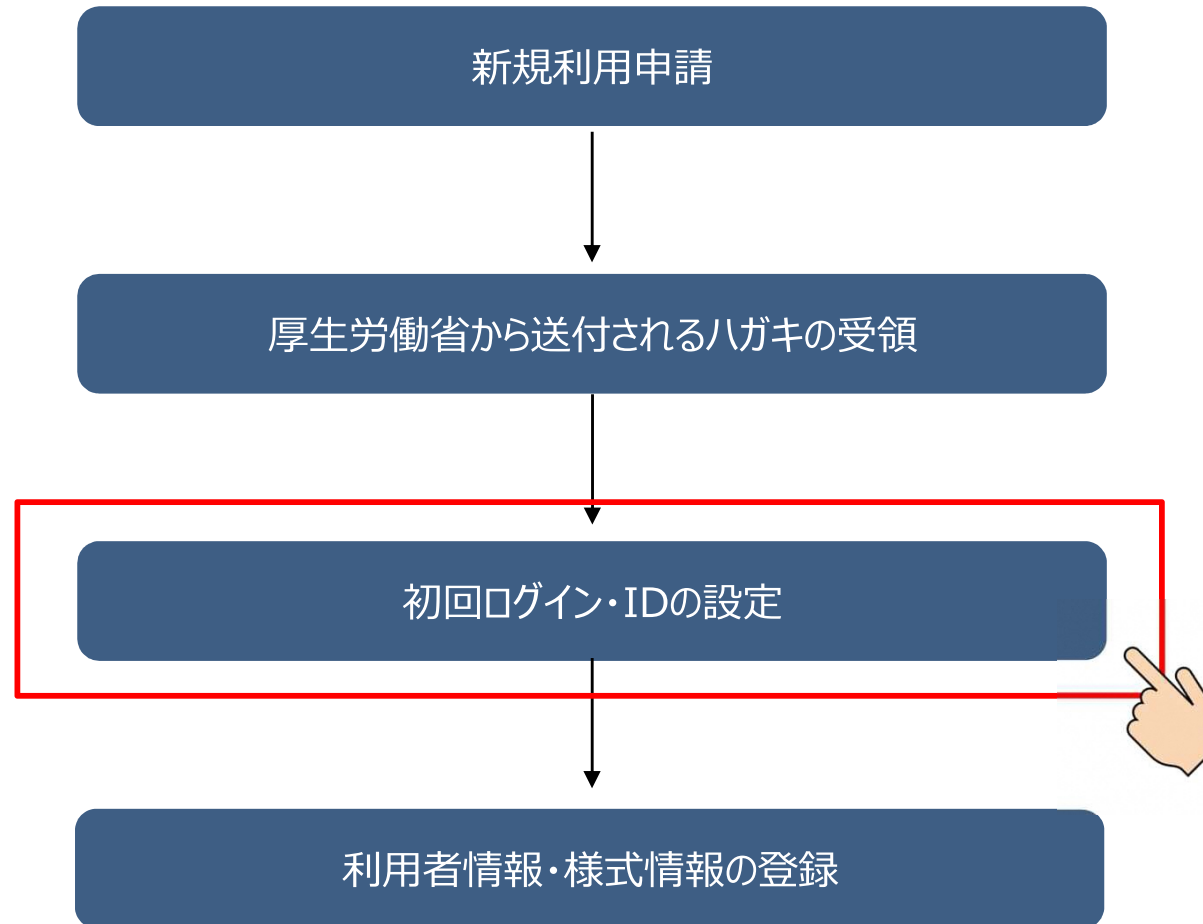 新規利用申請
厚生労働省から送付されるハガキの受領
初回ログイン・IDの設定
利用者情報・様式情報の登録